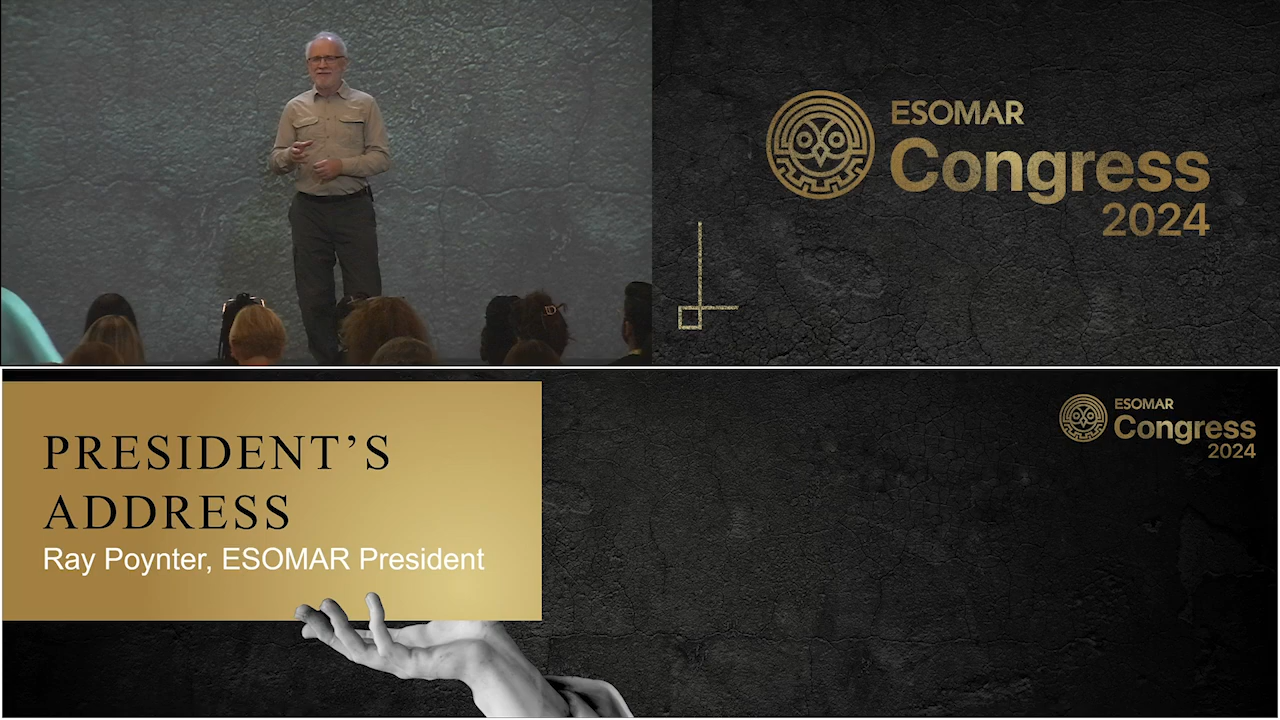 ESOMAR
Congress
2024
PRESIDENT’S
ADDRESS
Ray Poynter, ESOMAR President
ESOMAR
Congress
2024